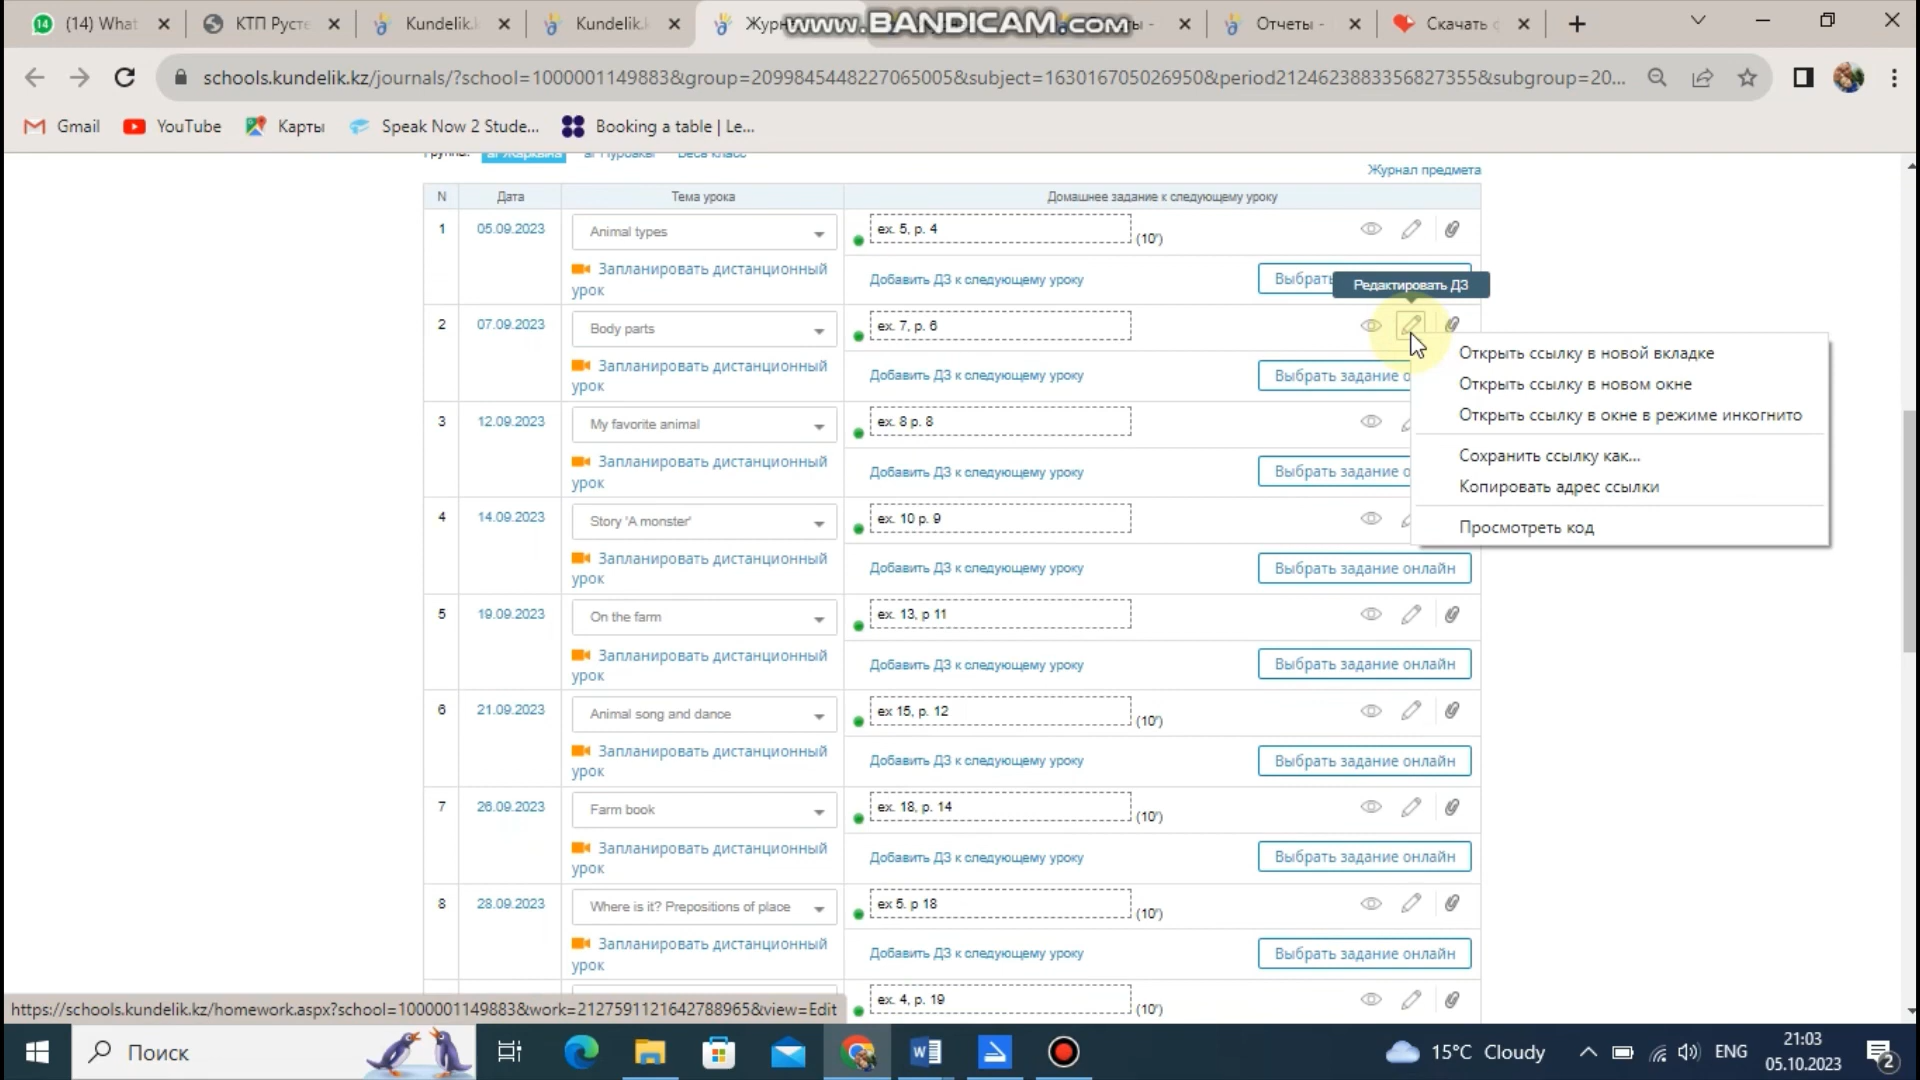 (14) What
КТП Русте
Kundelik.k
Kundelik.k
Журн
www.BANDICAM.com
ты -
Отчеты -
Скачать
schools.kundelik.kz/journals/?school=1000001149883&group=2099845448227065005&subject=163016705026950&period2124623883356827355&subgroup=20...
Gmail
YouTube
Карты
Speak Now 2 Stude...
Booking a table | Le...
Журнал предмета
N
Дата
Тема урока
Домашнее задание к следующему уроку
1
05.09.2023
Animal types
ex. 5, p. 4
(10')
Запланировать дистанционный
урок
Добавить ДЗ к следующему уроку
Выбрать
Редактировать ДЗ
2
07.09.2023
Body parts
ex. 7, p. 6
Запланировать дистанционный
урок
Добавить ДЗ к следующему уроку
Выбрать задание о
Открыть ссылку в новой вкладке
Открыть ссылку в новом окне
Открыть ссылку в окне в режиме инкогнито
Сохранить ссылку как...
Копировать адрес ссылки
Просмотреть код
3
12.09.2023
My favorite animal
ex. 8 p. 8
Запланировать дистанционный
урок
Добавить ДЗ к следующему уроку
Выбрать задание о
4
14.09.2023
Story 'A monster'
ex. 10 p. 9
Запланировать дистанционный
урок
Добавить ДЗ к следующему уроку
Выбрать задание онлайн
5
19.09.2023
On the farm
ex. 13, p 11
Запланировать дистанционный
урок
Добавить ДЗ к следующему уроку
Выбрать задание онлайн
6
21.09.2023
Animal song and dance
ex 15, p. 12
(10')
Запланировать дистанционный
урок
Добавить ДЗ к следующему уроку
Выбрать задание онлайн
7
26.09.2023
Farm book
ex. 18, p. 14
(10')
Запланировать дистанционный
урок
Добавить ДЗ к следующему уроку
Выбрать задание онлайн
8
28.09.2023
Where is it? Prepositions of place
ex 5. p 18
(10')
Запланировать дистанционный
урок
Добавить ДЗ к следующему уроку
Выбрать задание онлайн
ex. 4, p. 19
(10')
https://schools.kundelik.kz/homework.aspx?school=1000001149883&work=2127591121642788965&view=Edit
Поиск
15°C Cloudy
ENG
21:03
05.10.2023
2